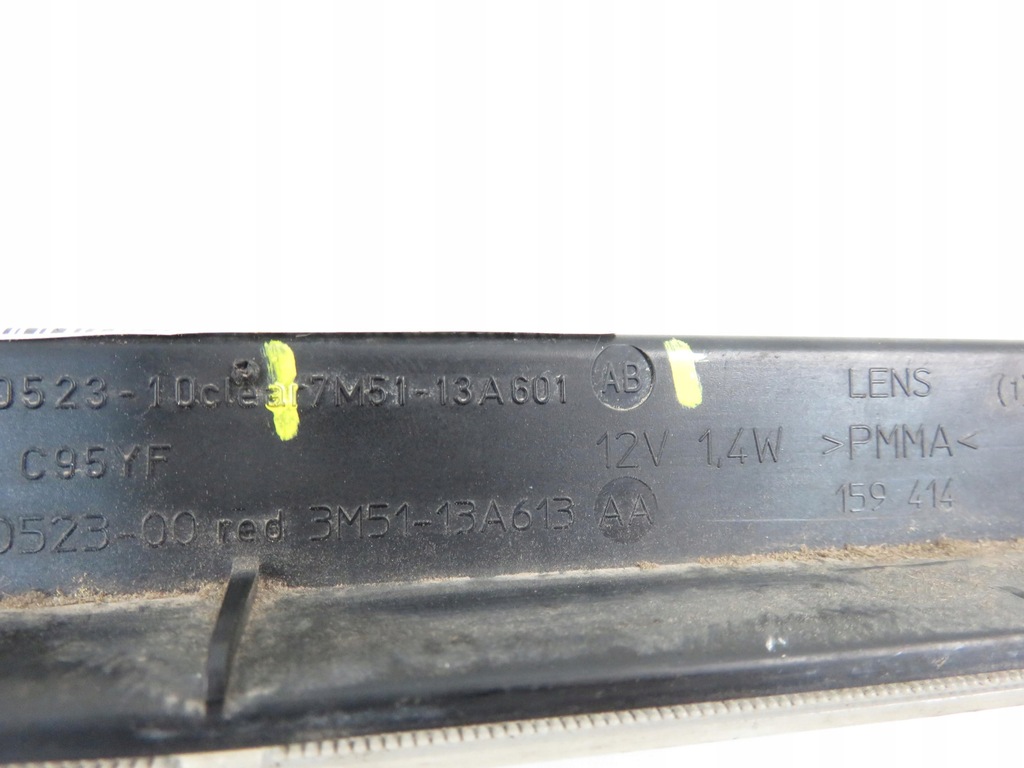 0523-10clear 7M51-13A601 AB LENS
C95YF 12V 1,4W >PMMA<
0523-00 red 3M51-13A613 AA 159 414